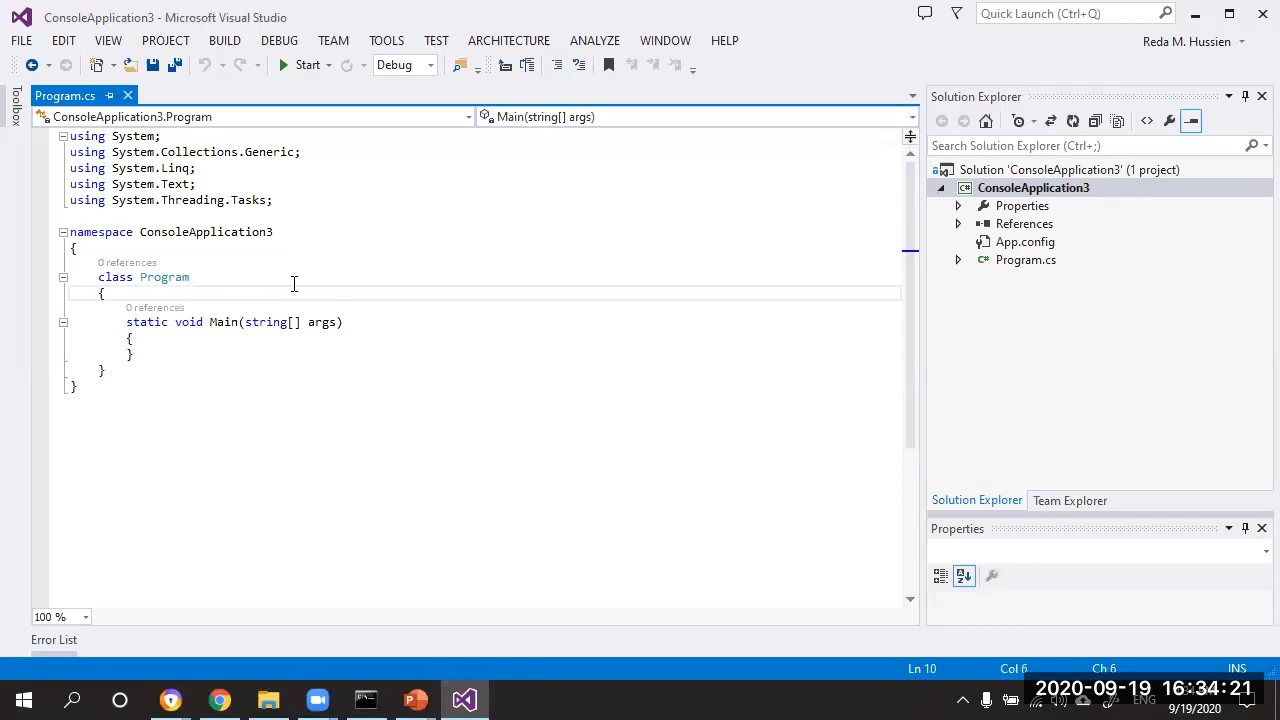 ConsoleApplication3 - Microsoft Visual Studio
Quick Launch (Ctrl+Q)
FILE EDIT VIEW PROJECT BUILD DEBUG TEAM TOOLS TEST ARCHITECTURE ANALYZE WINDOW HELP
Reda M. Hussien
Start
Debug
Toolbox
Program.cs
ConsoleApplication3.Program
Main(string[] args)
using System;
using System.Collections.Generic;
using System.Linq;
using System.Text;
using System.Threading.Tasks;
namespace ConsoleApplication3
{
0 references
class Program
{
0 references
static void Main(string[] args)
{
}
}
}
100 %
Error List
Solution Explorer
Search Solution Explorer (Ctrl+;)
Solution 'ConsoleApplication3' (1 project)
C# ConsoleApplication3
Properties
References
App.config
C# Program.cs
Solution Explorer Team Explorer
Properties
Ln 10 Col 6 Ch 6 INS
ENG
2020-09-19 16:34:21
9/19/2020